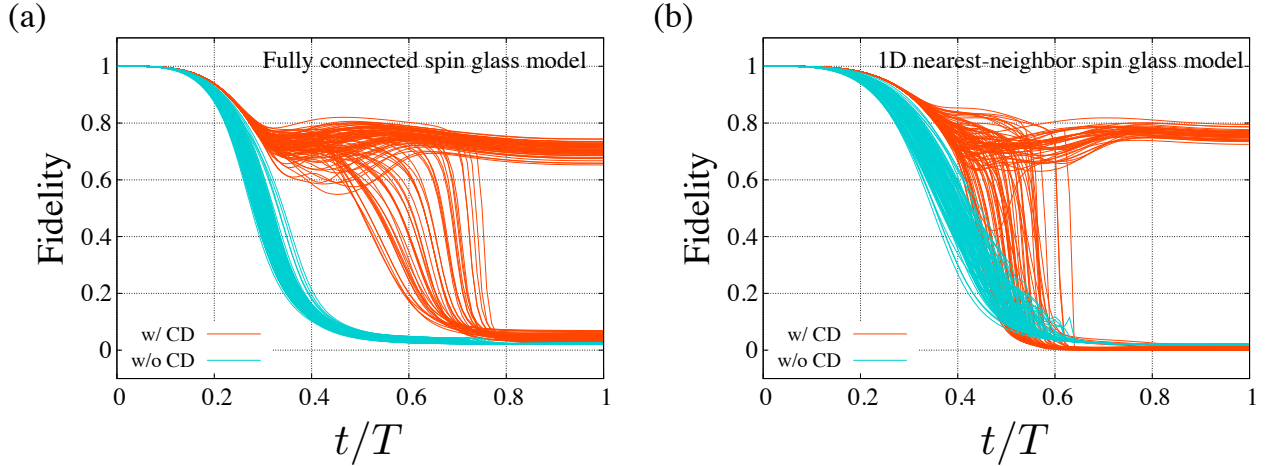 (a)
Fully connected spin glass model
1
0.8
0.6
0.4
0.2
0
Fidelity
w/ CD
w/o CD
0 0.2 0.4 0.6 0.8 1
t/T
(b)
1D nearest-neighbor spin glass model
1
0.8
0.6
0.4
0.2
0
Fidelity
w/ CD
w/o CD
0 0.2 0.4 0.6 0.8 1
t/T